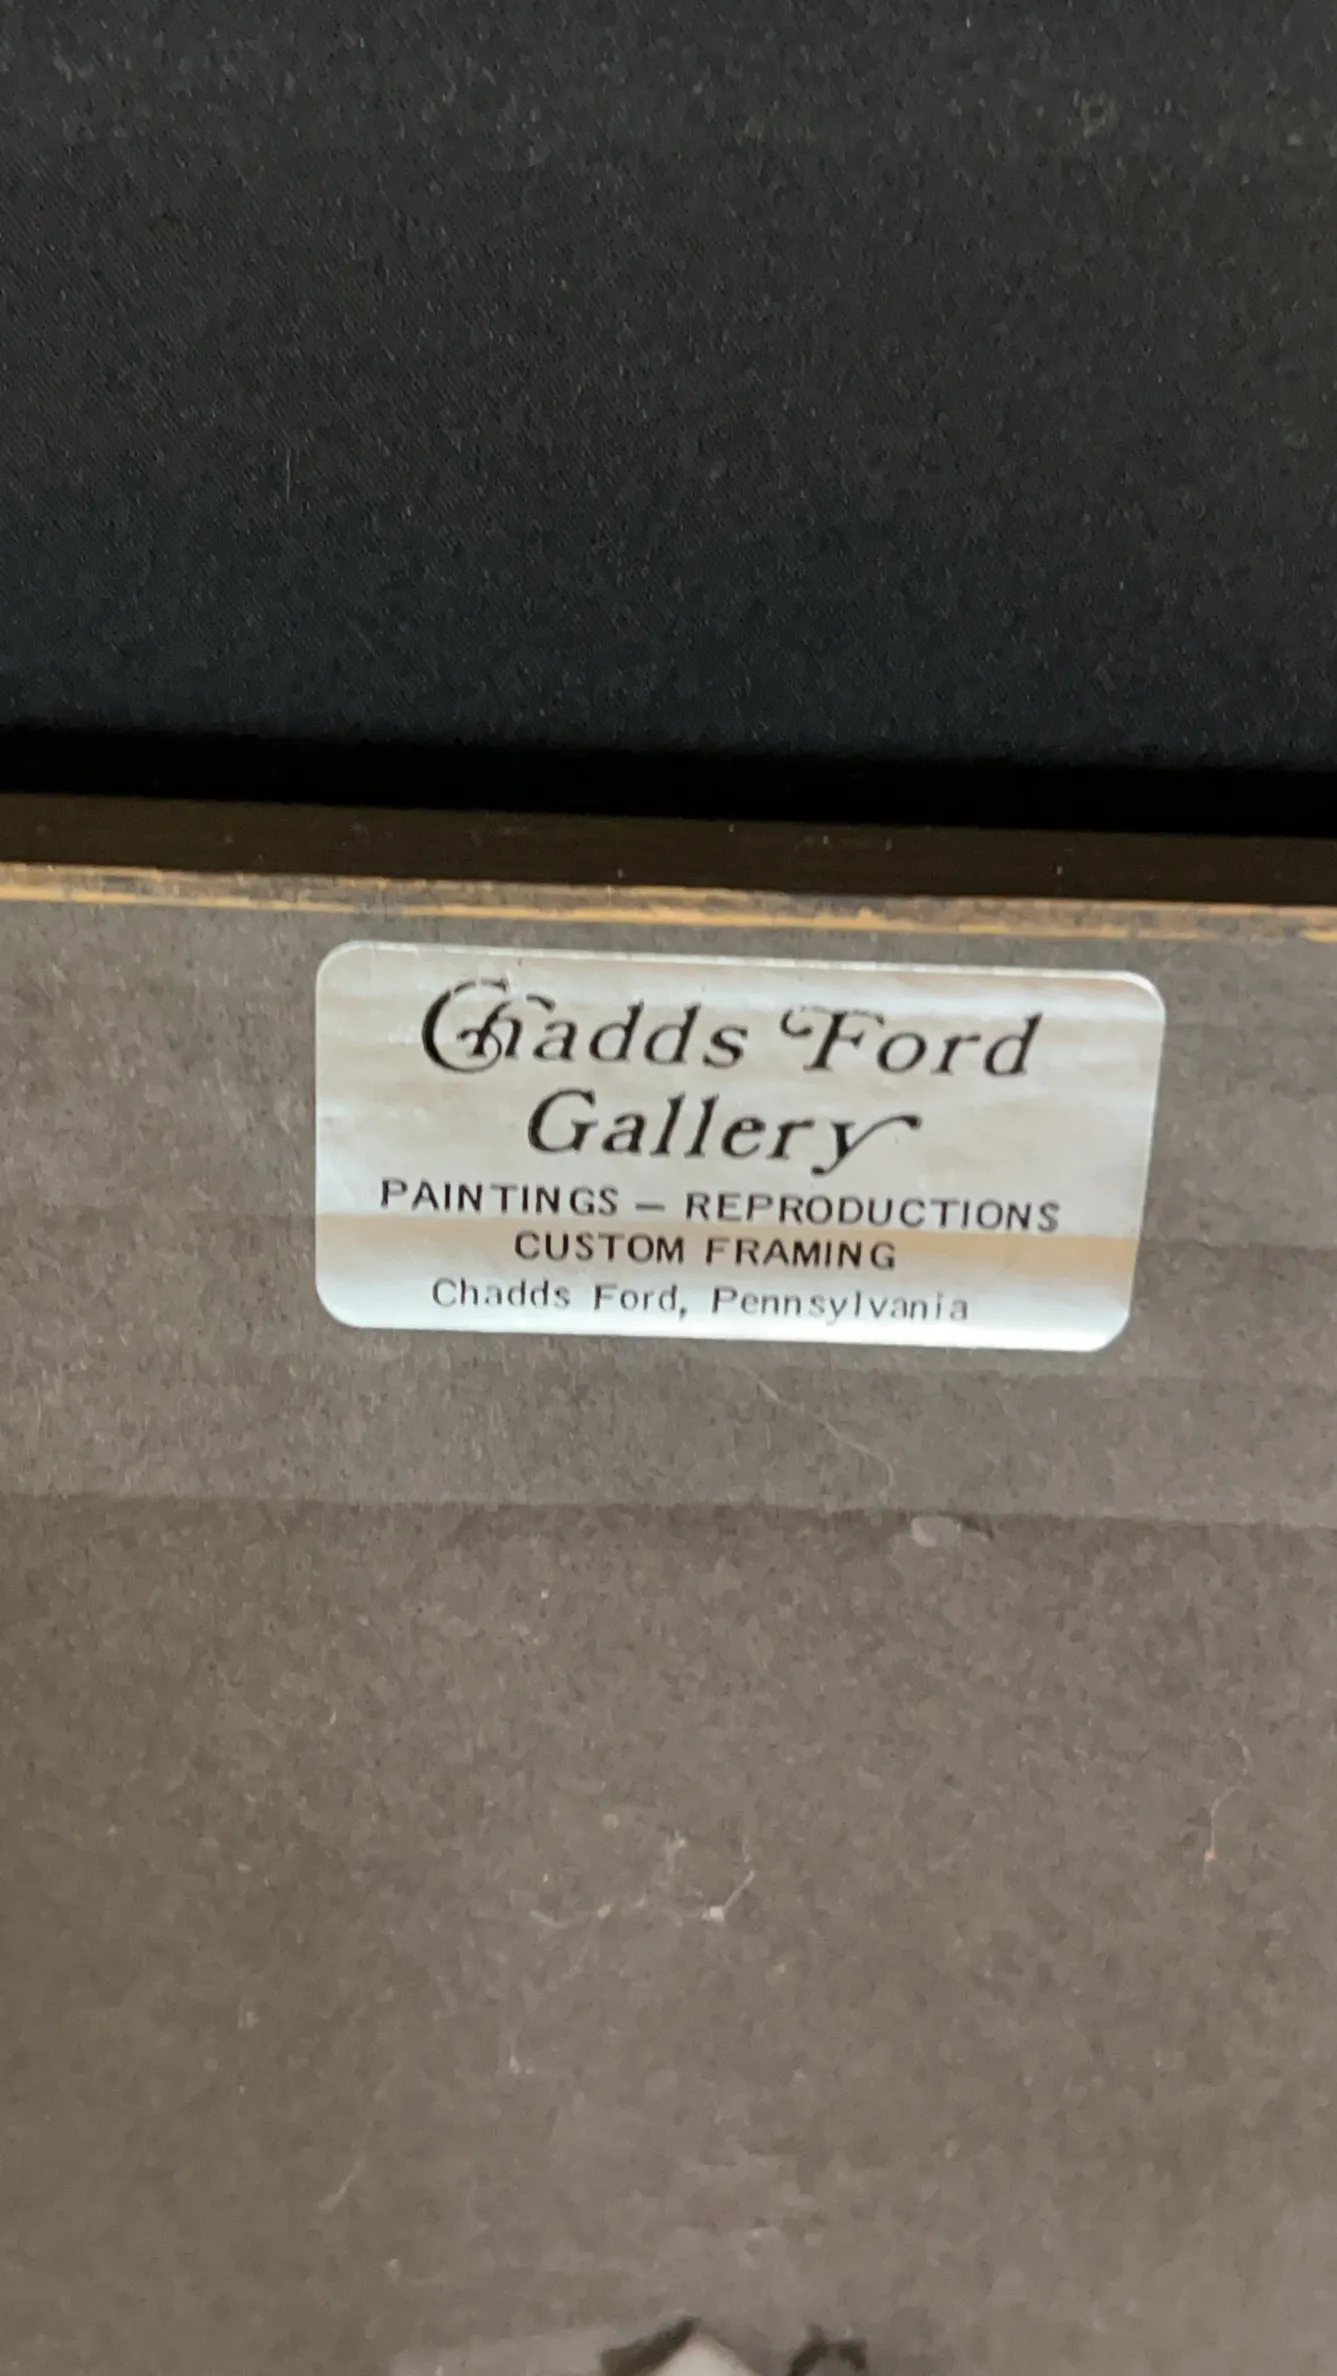 Chadds Ford
Gallery
PAINTINGS — REPRODUCTIONS
CUSTOM FRAMING
Chadds Ford, Pennsylvania